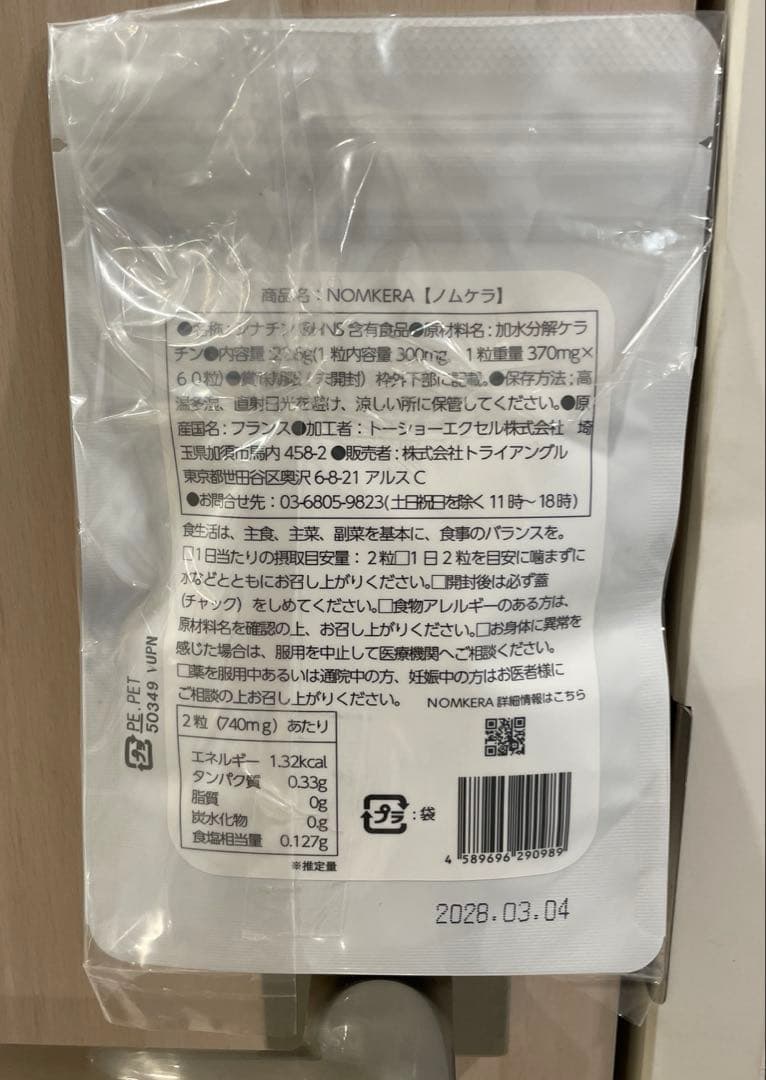 商品名：NOMKERA【ノムケラ】
●名称：シナチン®HNS 含有食品●原材料名：加水分解ケラ
チン●内容量：g(1粒内容量 300mg 1粒重量 370mg×
60粒)●賞味期限(未開封) 枠外下部に記載。●保存方法：高
温多湿、直射日光を避け、涼しい所に保管してください。●原
産国名：フランス●加工者：トーショーエクセル株式会社 埼
玉県加須市馬内 458-2 ●販売者：株式会社トライアングル
東京都世田谷区奥沢 6-8-21 アルス C
●お問合せ先：03-6805-9823(土日祝日を除く 11時～18時)
食生活は、主食、主菜、副菜を基本に、食事のバランスを。
□1日当たりの摂取目安量：2粒□1日2粒を目安に噛まずに
水などとともにお召し上がりください。□開封後は必ず蓋
(チャック) をしめてください。□食物アレルギーのある方は、
原材料名を確認の上、お召し上がりください。□お身体に異常を
感じた場合は、服用を中止して医療機関へご相談ください。
□薬を服用中あるいは通院中の方、妊娠中の方はお医者様に
ご相談の上お召し上がりください。
NOMKERA 詳細情報はこちら
2粒 (740mg) あたり
エネルギー 1.32kcal
タンパク質 0.33g
脂質 0g
炭水化物 0.g
食塩相当量 0.127g
※推定量
プラ：袋
4 589696 290989
2028.03.04
プラ PE.PET
50349 VUPN